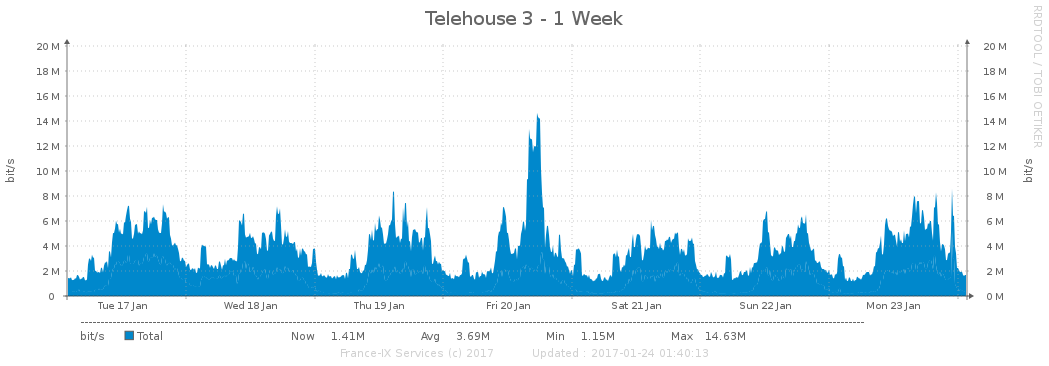 Telehouse 3 - 1 Week
RRDTOOL / TOBI OETIKER
bit/s
bit/s
20 M 20 M
18 M 18 M
16 M 16 M
14 M 14 M
12 M 12 M
10 M 10 M
8 M 8 M
6 M 6 M
4 M 4 M
2 M 2 M
0 0 M
Tue 17 Jan Wed 18 Jan Thu 19 Jan Fri 20 Jan Sat 21 Jan Sun 22 Jan Mon 23 Jan
bit/s Total Now 1.41M Avg 3.69M Min 1.15M Max 14.63M
France-IX Services (c) 2017 Updated : 2017-01-24 01:40:13